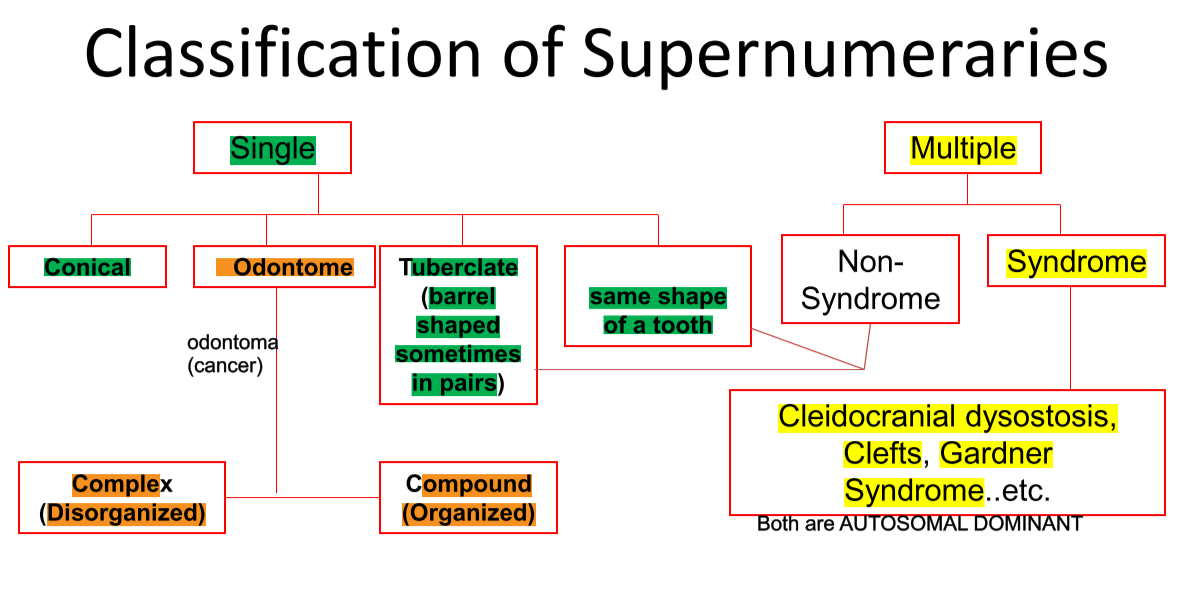 Classification of Supernumeraries
Single
Multiple
Conical
Odontome
Tuberclate
(barrel
shaped
sometimes
in pairs)
same shape
of a tooth
Non-
Syndrome
Syndrome
odontoma
(cancer)
Cleidocranial dysostosis,
Clefts, Gardner
Syndrome..etc.
Both are AUTOSOMAL DOMINANT
Complex
(Disorganized)
Compound
(Organized)